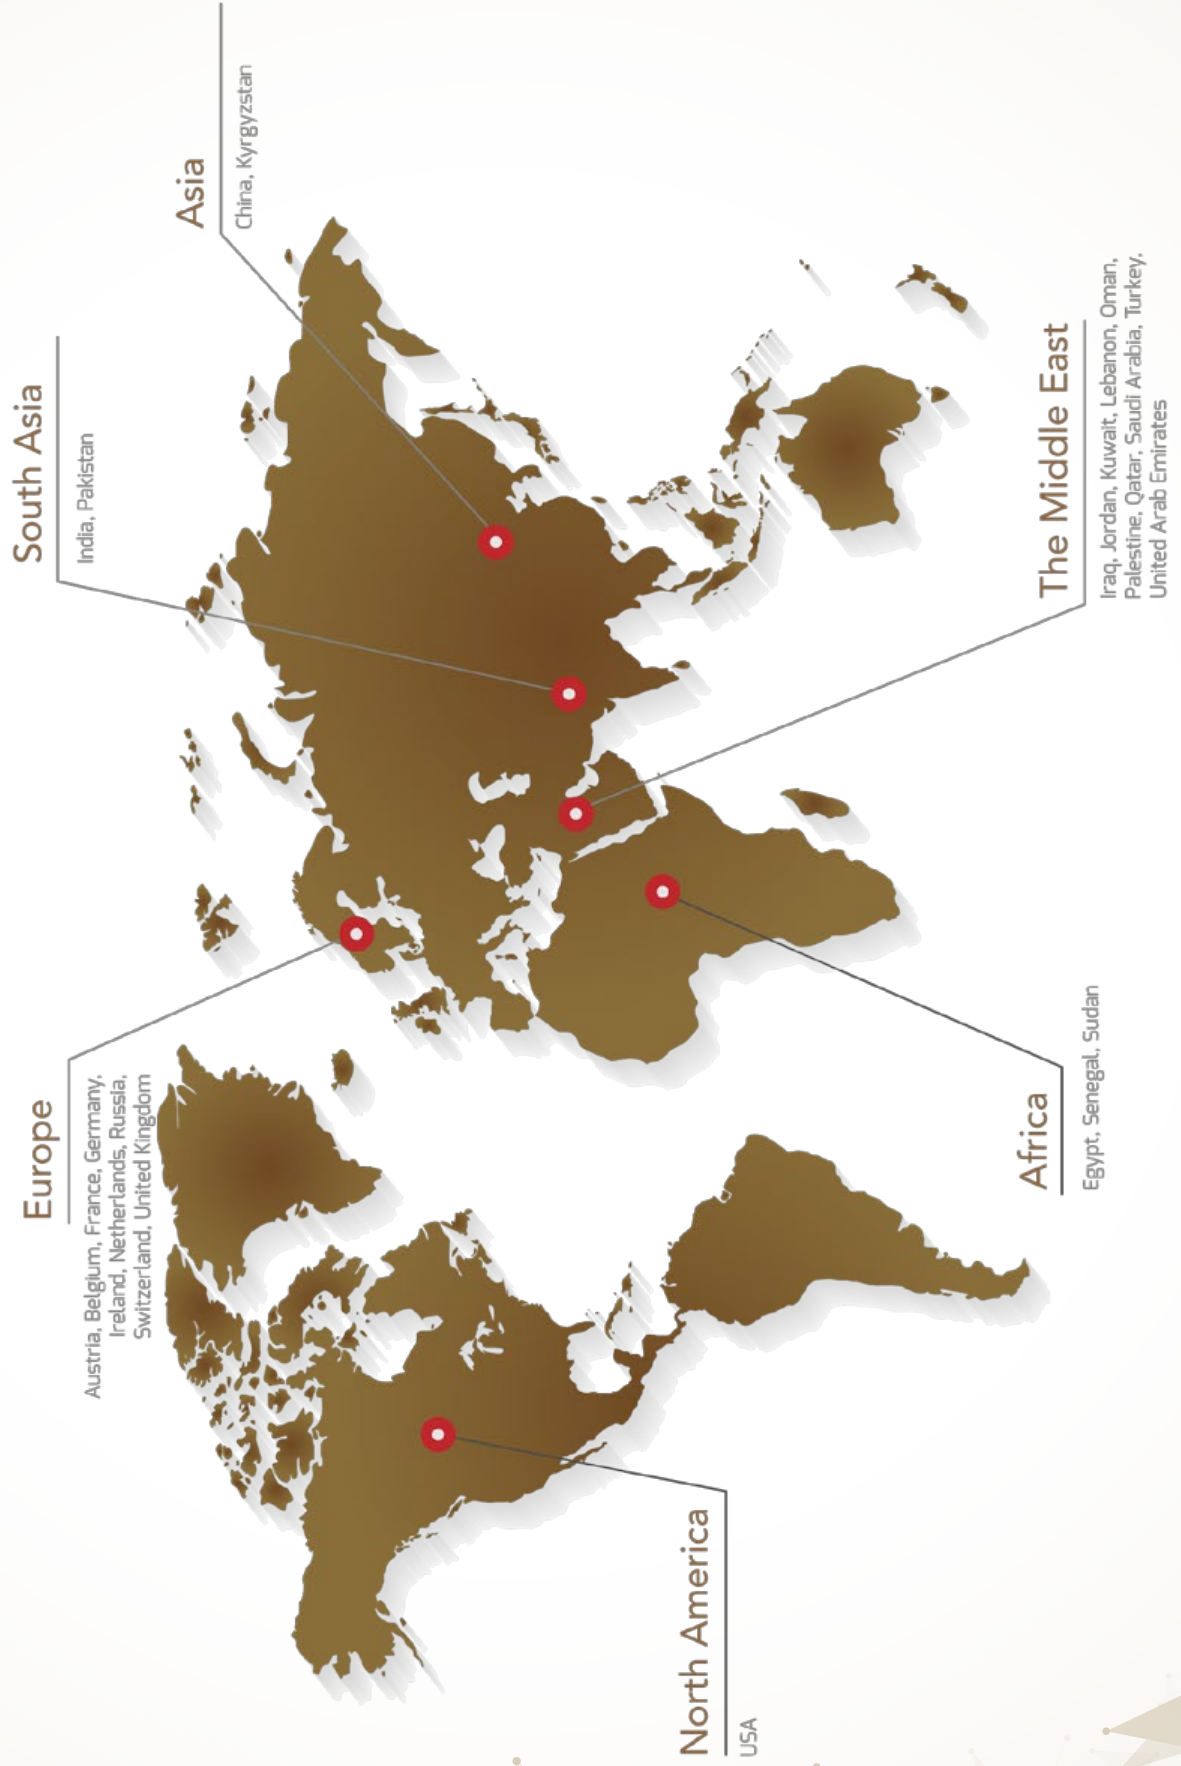 Europe
Austria, Belgium, France, Germany,
Ireland, Netherlands, Russia,
Switzerland, United Kingdom
South Asia
India, Pakistan
Asia
China, Kyrgyzstan
North America
USA
Africa
Egypt, Senegal, Sudan
The Middle East
Iraq, Jordan, Kuwait, Lebanon, Oman,
Palestine, Qatar, Saudi Arabia, Turkey,
United Arab Emirates